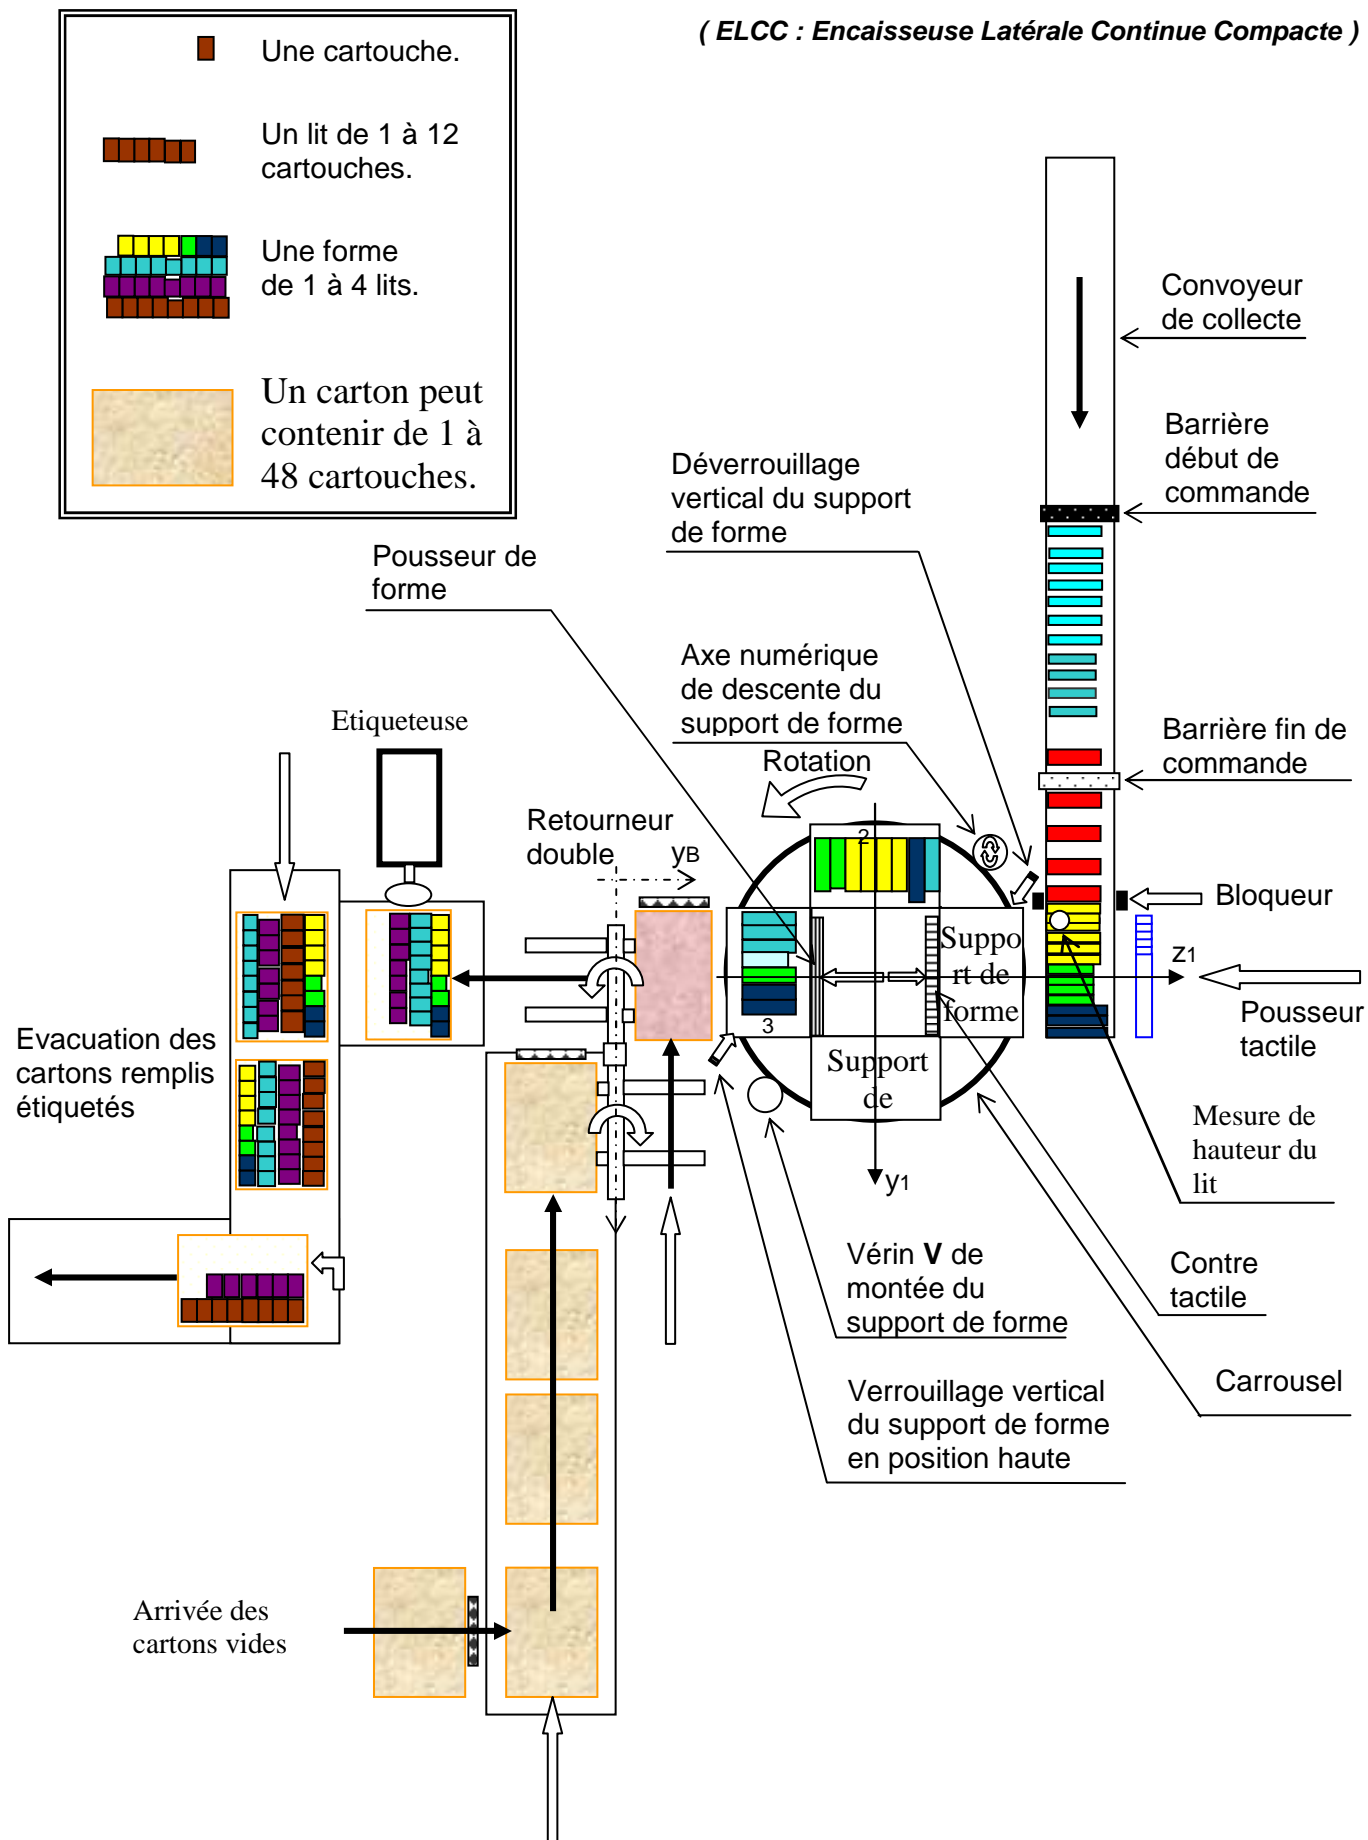 ( ELCC : Encaisseuse Latérale Continue Compacte )
Une cartouche.
Un lit de 1 à 12
cartouches.
Une forme
de 1 à 4 lits.
Un carton peut
contenir de 1 à
48 cartouches.
Convoyeur
de collecte
Barrière
début de
commande
Déverrouillage
vertical du support
de forme
Pousseur de
forme
Axe numérique
de descente du
support de forme
Etiqueteuse
Barrière fin de
commande
Rotation
Retourneur
double
yB
2
Bloqueur
Suppo
rt de
forme
z1
3
Pousseur
tactile
Evacuation des
cartons remplis
étiquetés
Support
de
Mesure de
hauteur du
lit
y1
Vérin V de
montée du
support de forme
Contre
tactile
Verrouillage vertical
du support de forme
en position haute
Carrousel
Arrivée des
cartons vides